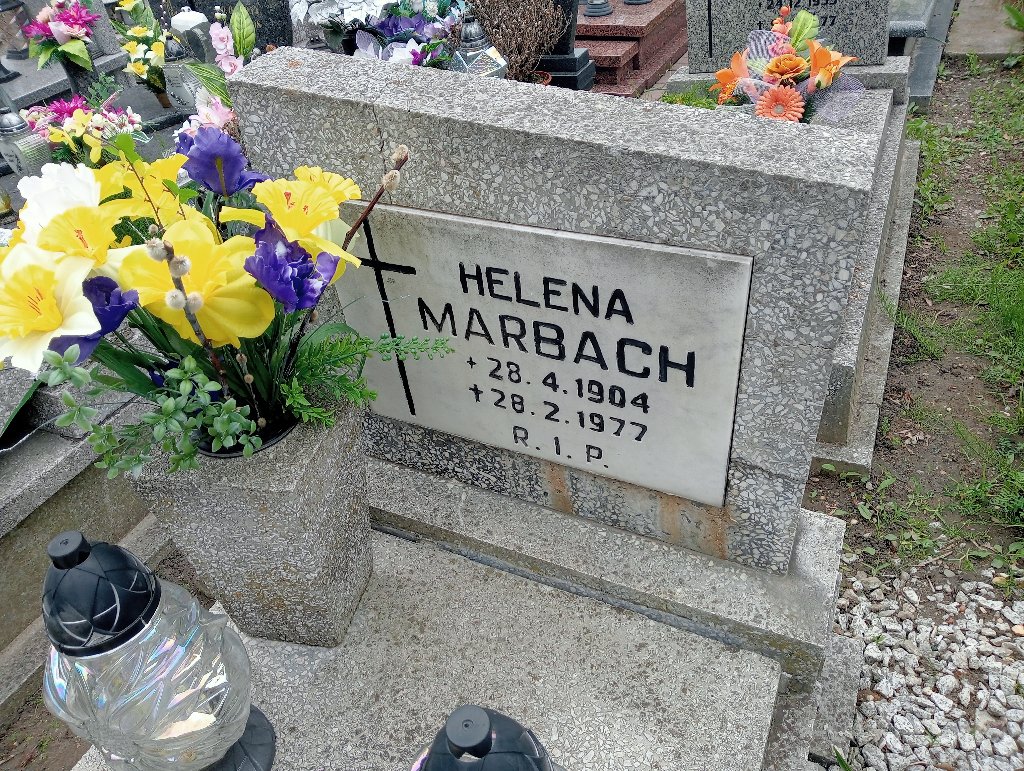 HELENA
MARBACH
* 28. 4. 1904
+ 28. 2. 1977
R. I. P.